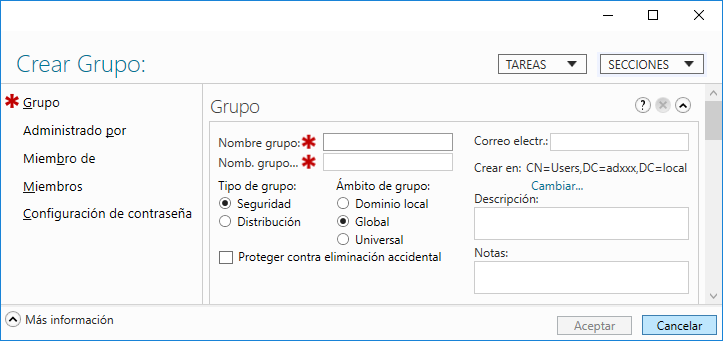 Crear Grupo:
TAREAS
SECCIONES
Grupo
Administrado por
Miembro de
Miembros
Configuración de contraseña
Grupo
?
Nombre grupo:
Nomb. grupo...
Tipo de grupo:
Seguridad
Distribución
Ámbito de grupo:
Dominio local
Global
Universal
Proteger contra eliminación accidental
Correo electr.:
Crear en: CN=Users,DC=adxxx,DC=local
Cambiar...
Descripción:
Notas:
Más información
Aceptar
Cancelar